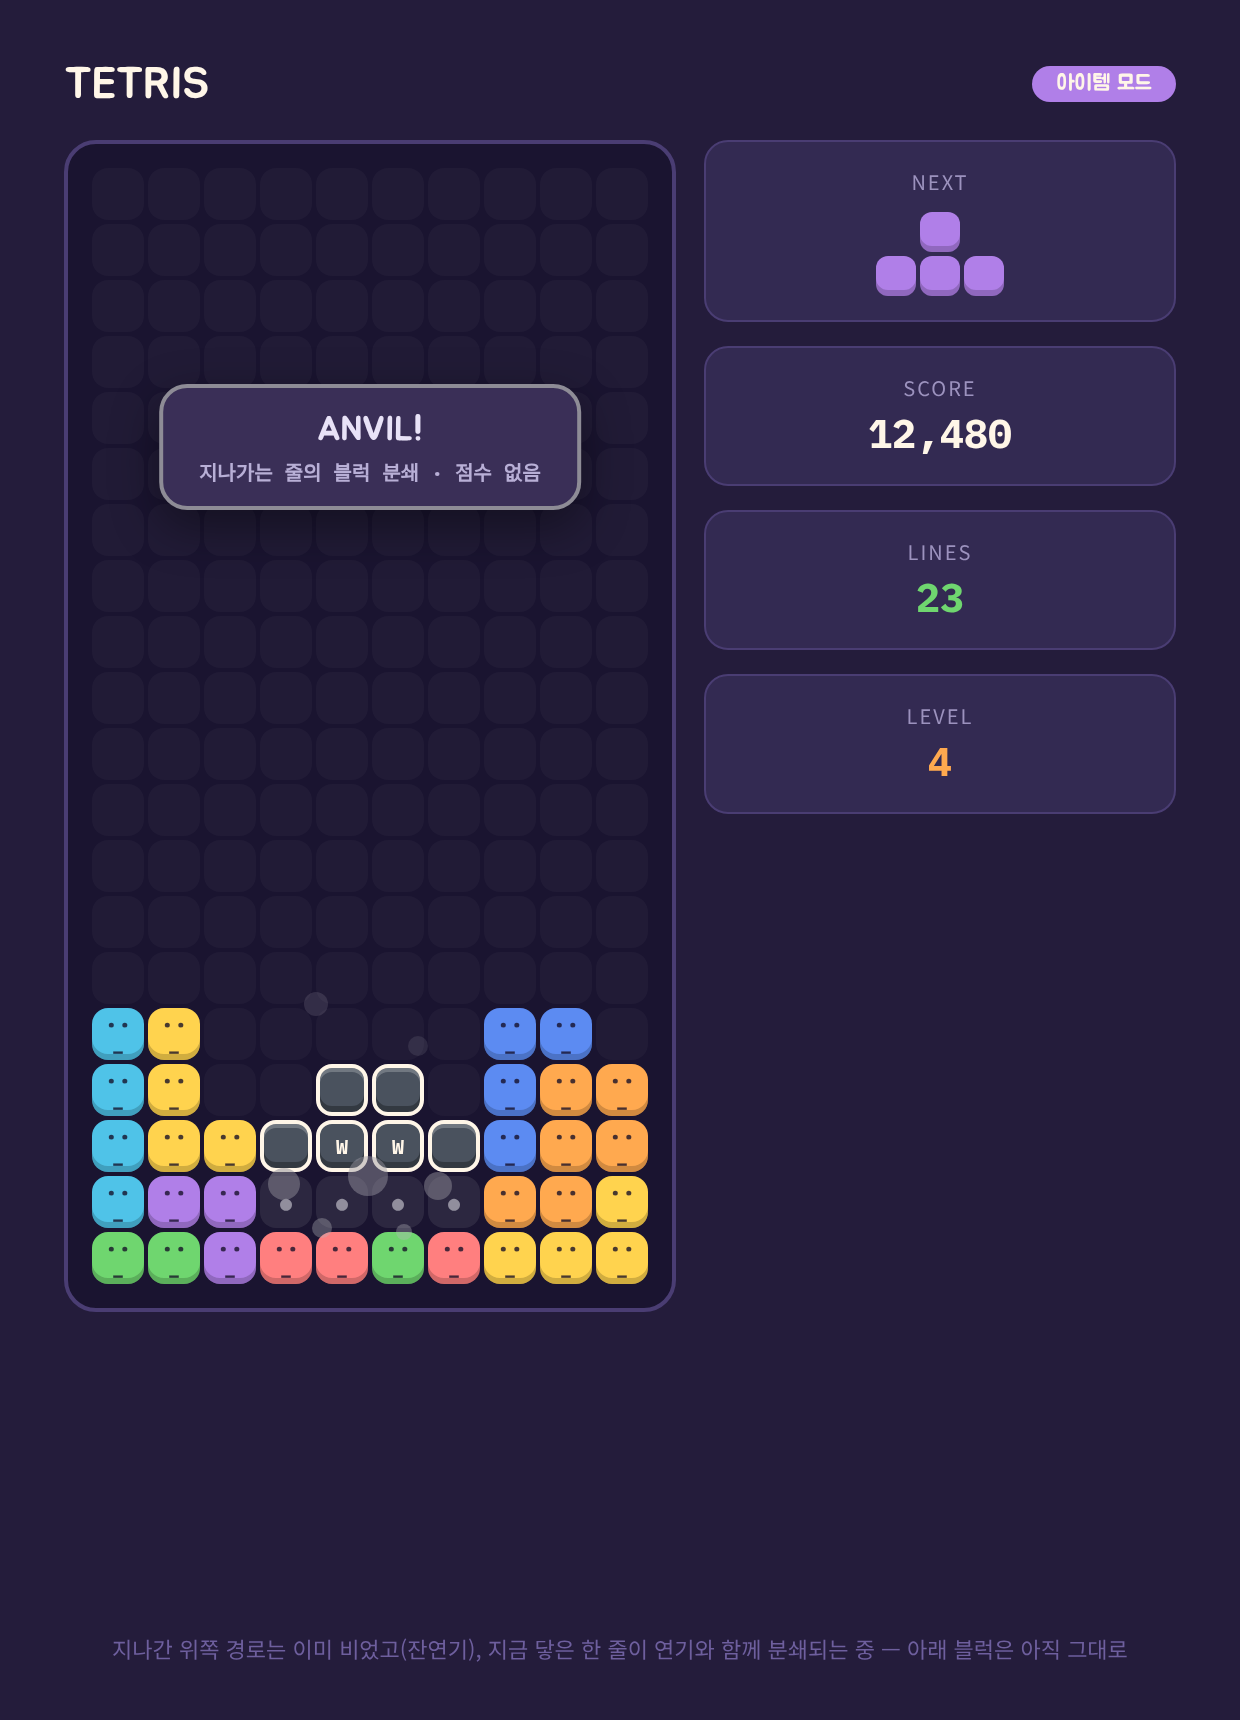 TETRIS
아이템 모드
NEXT
ANVIL!
지나가는 줄의 블럭 분쇄 · 점수 없음
SCORE
12,480
LINES
23
LEVEL
4
W W
지나간 위쪽 경로는 이미 비었고(잔연기), 지금 닿은 한 줄이 연기와 함께 분쇄되는 중 — 아래 블럭은 아직 그대로